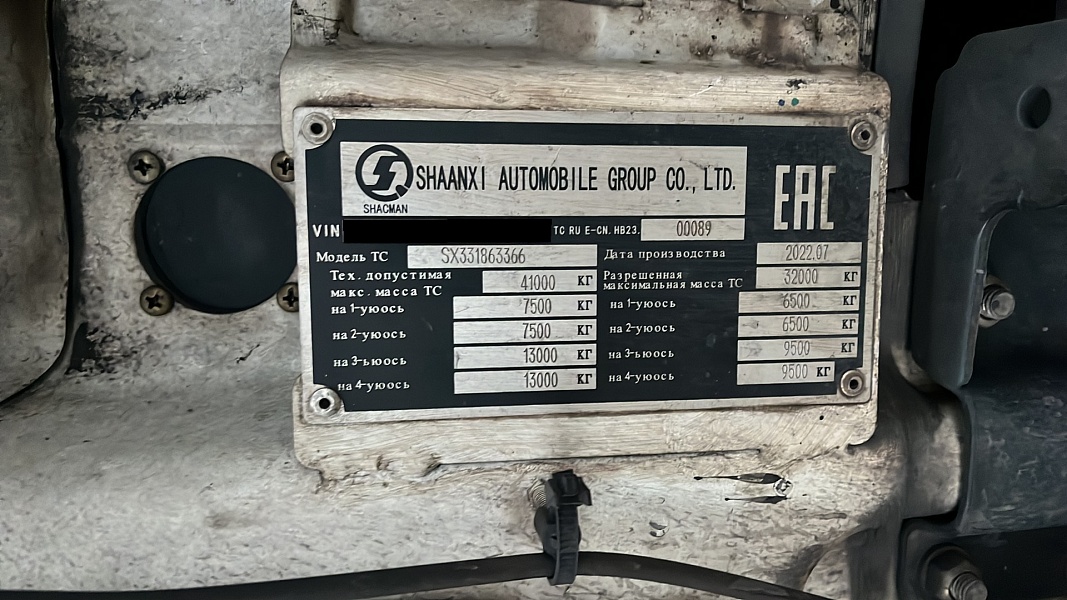 SHAANXI AUTOMOBILE GROUP CO., LTD.
SHACMAN
EAC
VIN TC RU E-CN.HB23. 00089
Модель ТС SX331863366 Дата производства 2022.07
Тех. допустимая макс. масса ТС 41000 КГ Разрешенная максимальная масса ТС 32000 КГ
на 1-уюось 7500 КГ на 1-уюось 6500 КГ
на 2-уюось 7500 КГ на 2-уюось 6500 КГ
на 3-ьюось 13000 КГ на 3-ьюось 9500 КГ
на 4-уюось 13000 КГ на 4-уюось 9500 КГ